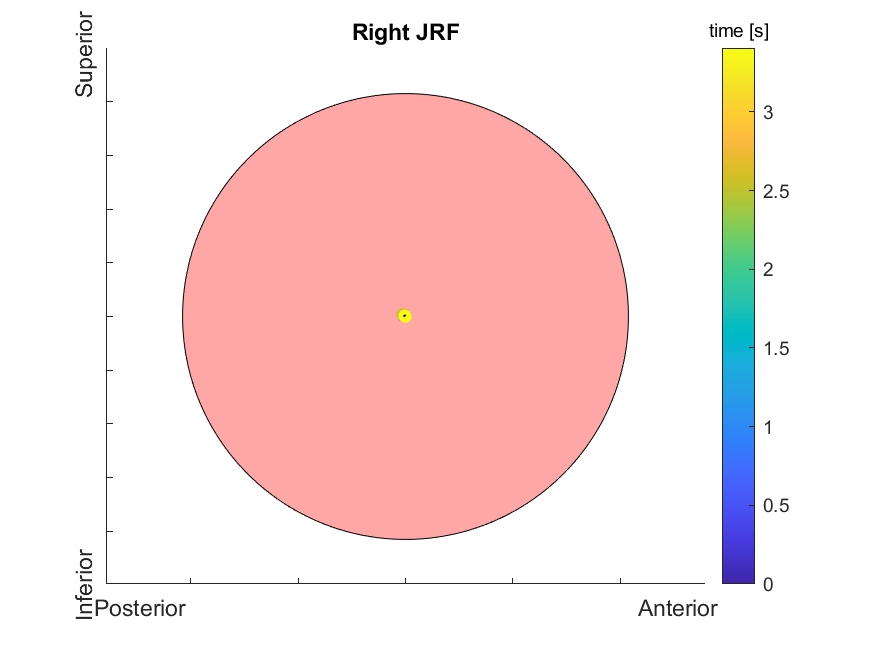 Right JRF
time [s]
Superior
Inferior
Posterior
Anterior
3
2.5
2
1.5
1
0.5
0